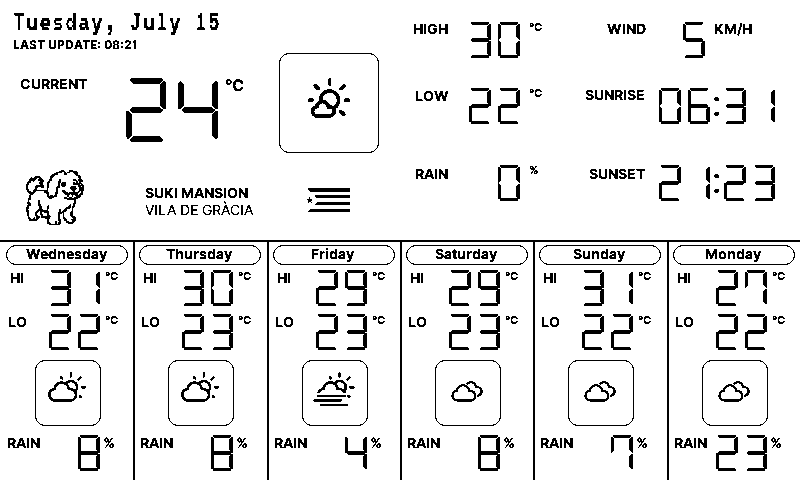 Tuesday, July 15
LAST UPDATE: 08:21
CURRENT 24 °C
HIGH 30 °C
WIND 5 KM/H
LOW 22 °C
SUNRISE 06:31
RAIN 0 %
SUNSET 21:23
SUKI MANSION
VILA DE GRÀCIA
Wednesday
HI 31 °C
LO 22 °C
RAIN 8 %
Thursday
HI 30 °C
LO 23 °C
RAIN 8 %
Friday
HI 29 °C
LO 23 °C
RAIN 4 %
Saturday
HI 29 °C
LO 23 °C
RAIN 8 %
Sunday
HI 31 °C
LO 22 °C
RAIN 7 %
Monday
HI 27 °C
LO 22 °C
RAIN 23 %